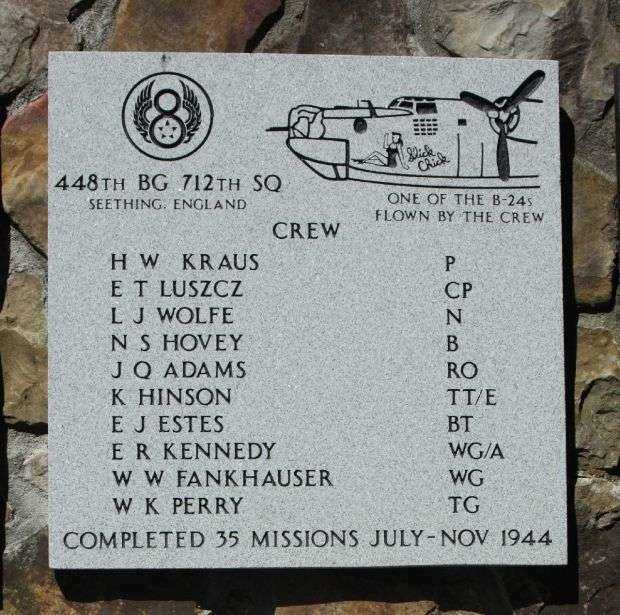 8
Slick
Chick
448TH BG 712TH SQ
SEETHING, ENGLAND
ONE OF THE B-24s
FLOWN BY THE CREW
CREW
H W KRAUS P
E T LUSZCZ CP
L J WOLFE N
N S HOVEY B
J Q ADAMS RO
K HINSON TT/E
E J ESTES BT
E R KENNEDY WG/A
W W FANKHAUSER WG
W K PERRY TG
COMPLETED 35 MISSIONS JULY-NOV 1944